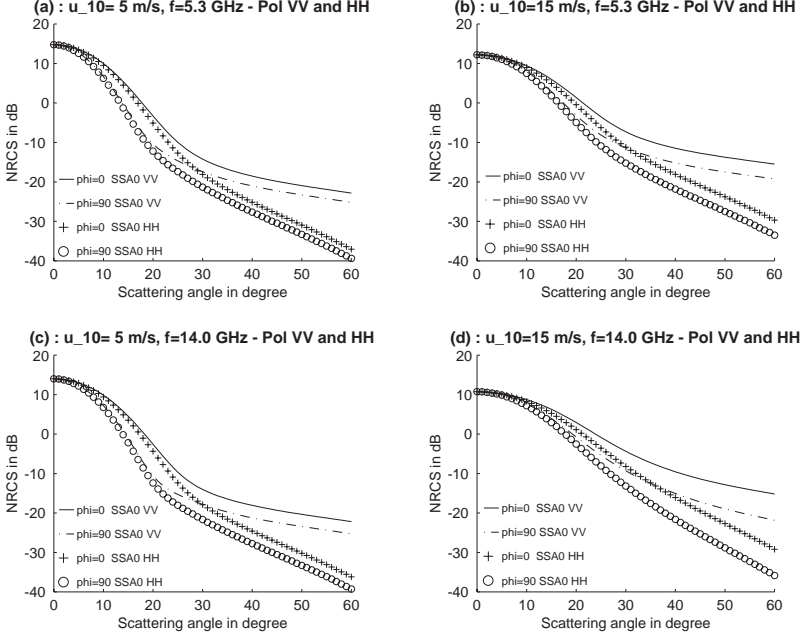 (a) : u_10= 5 m/s, f=5.3 GHz - Pol VV and HH
20
10
0
-10
-20
-30
-40
NRCS in dB
phi=0 SSA0 VV
phi=90 SSA0 VV
phi=0 SSA0 HH
phi=90 SSA0 HH
0 10 20 30 40 50 60
Scattering angle in degree
(b) : u_10=15 m/s, f=5.3 GHz - Pol VV and HH
20
10
0
-10
-20
-30
-40
NRCS in dB
phi=0 SSA0 VV
phi=90 SSA0 VV
phi=0 SSA0 HH
phi=90 SSA0 HH
0 10 20 30 40 50 60
Scattering angle in degree
(c) : u_10= 5 m/s, f=14.0 GHz - Pol VV and HH
20
10
0
-10
-20
-30
-40
NRCS in dB
phi=0 SSA0 VV
phi=90 SSA0 VV
phi=0 SSA0 HH
phi=90 SSA0 HH
0 10 20 30 40 50 60
Scattering angle in degree
(d) : u_10=15 m/s, f=14.0 GHz - Pol VV and HH
20
10
0
-10
-20
-30
-40
NRCS in dB
phi=0 SSA0 VV
phi=90 SSA0 VV
phi=0 SSA0 HH
phi=90 SSA0 HH
0 10 20 30 40 50 60
Scattering angle in degree